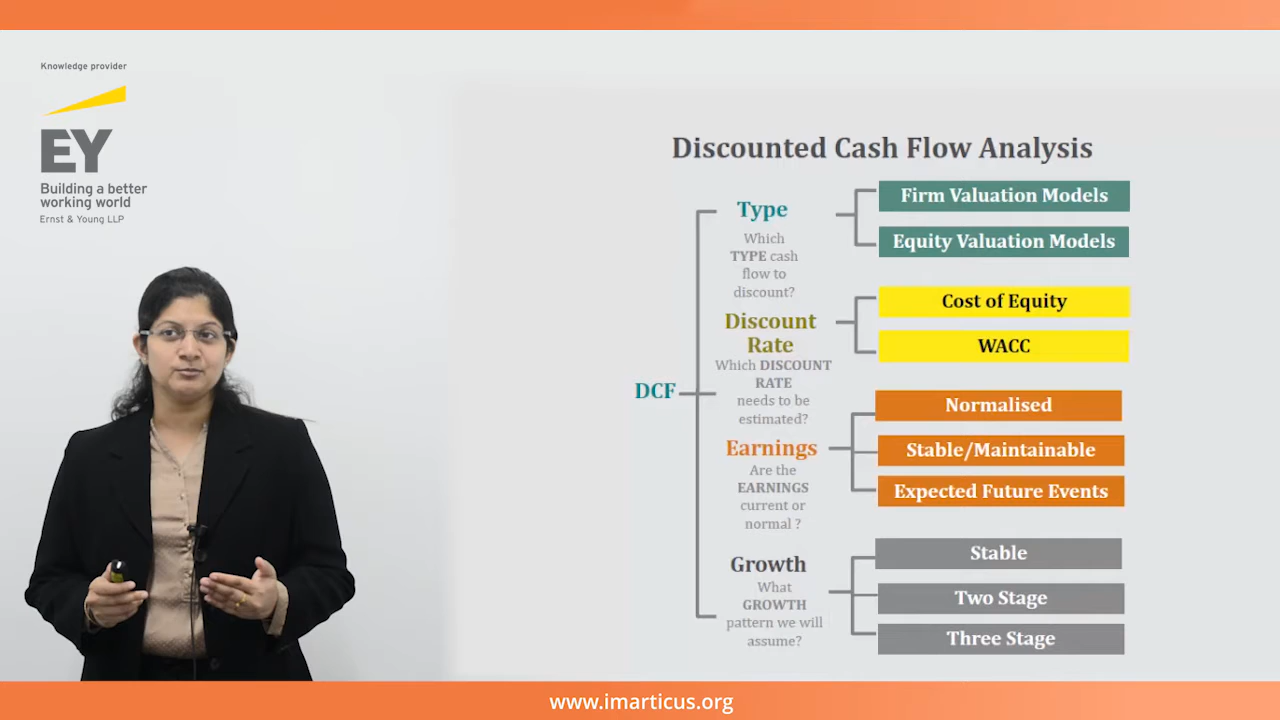 Knowledge provider
EY
Building a better
working world
Ernst & Young LLP
Discounted Cash Flow Analysis
DCF
Type
Which
TYPE cash
flow to
discount?
Firm Valuation Models
Equity Valuation Models
Discount
Rate
Which DISCOUNT
RATE
needs to be
estimated?
Cost of Equity
WACC
Earnings
Are the
EARNINGS
current or
normal ?
Normalised
Stable/Maintainable
Expected Future Events
Growth
What
GROWTH
pattern we will
assume?
Stable
Two Stage
Three Stage
www.imarticus.org